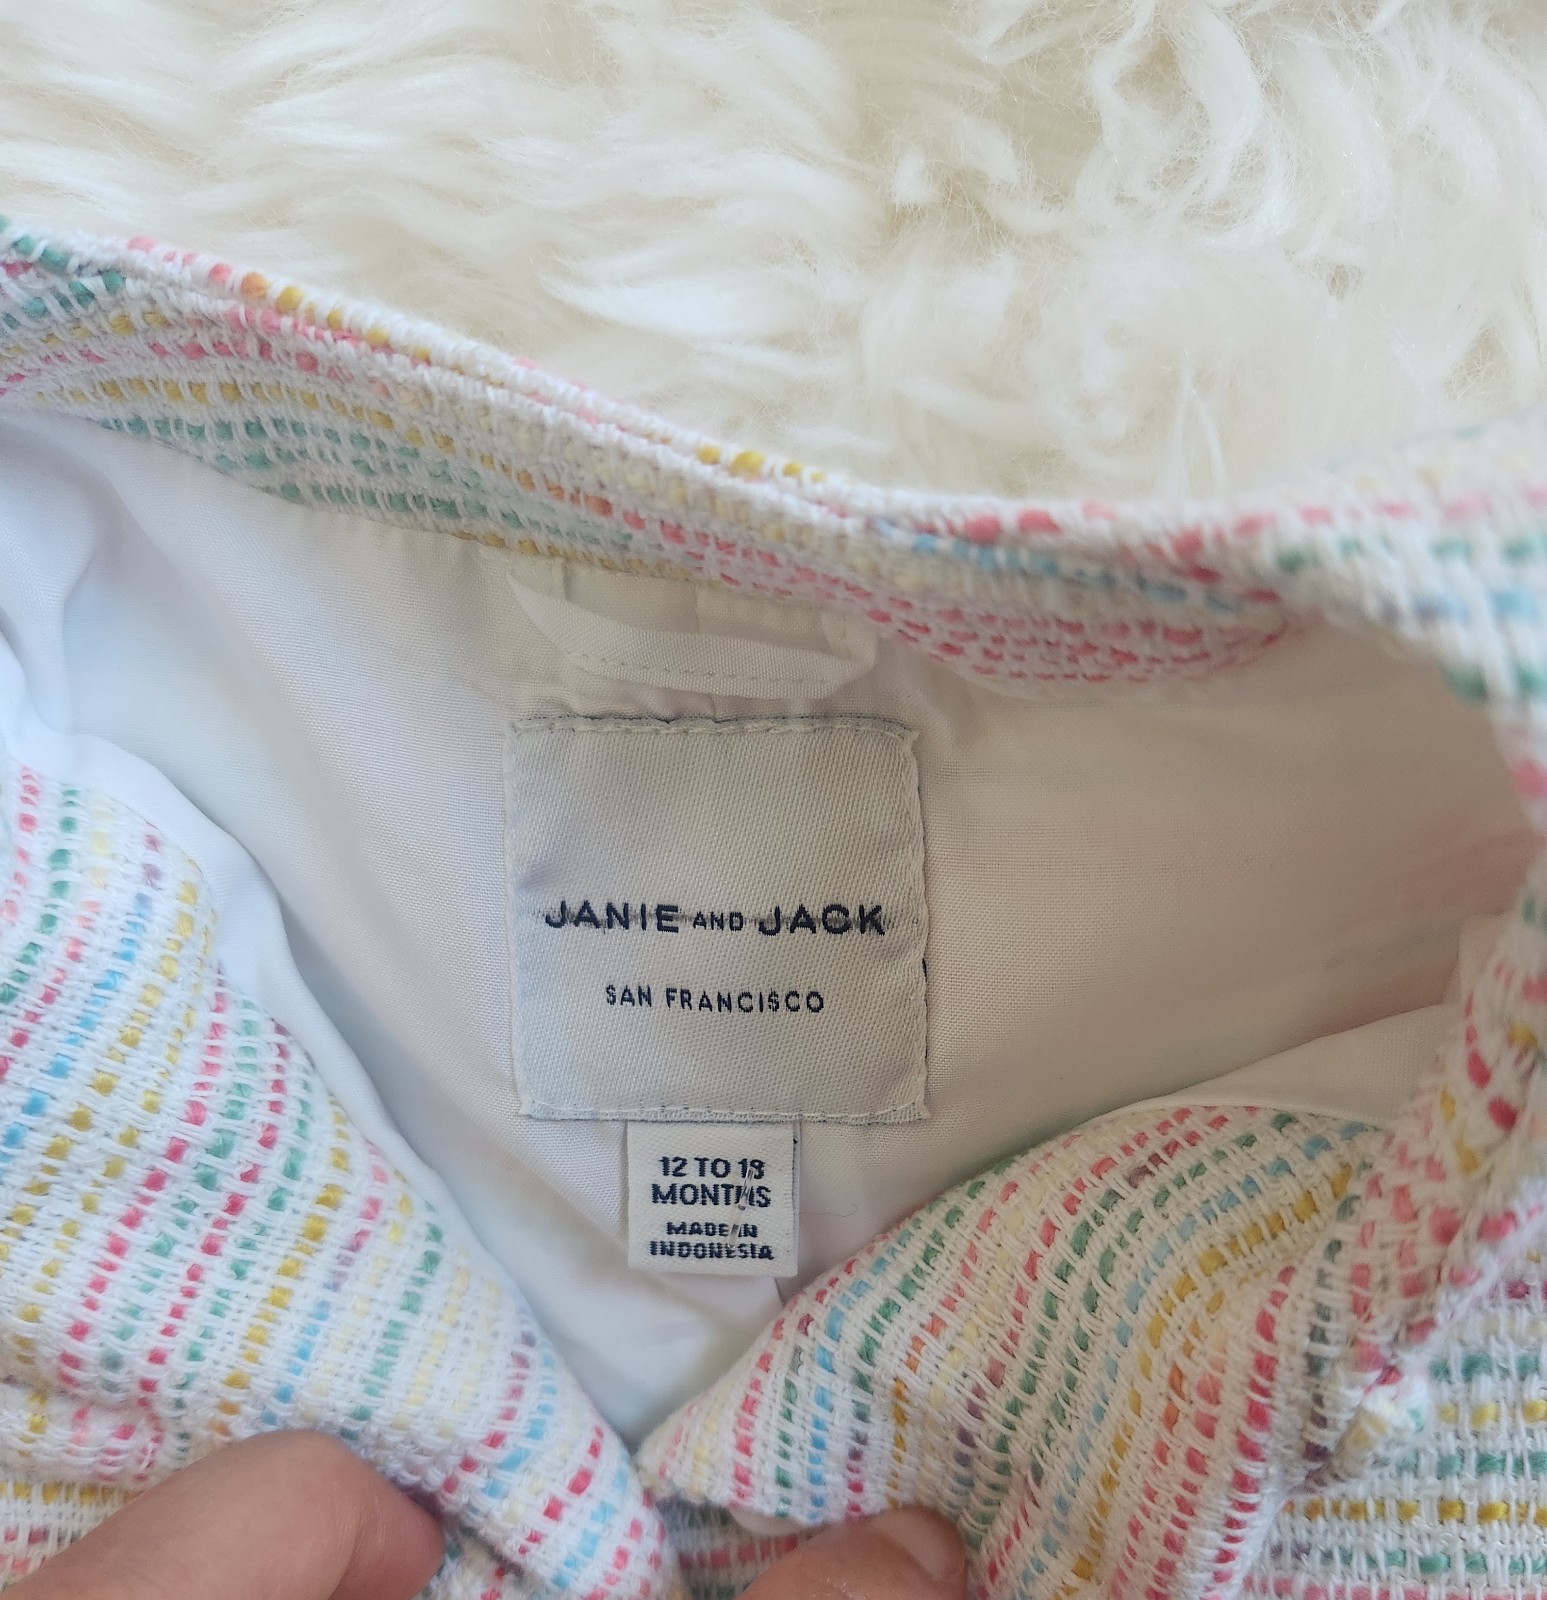 JANIE AND JACK
SAN FRANCISCO
12 TO 18
MONTHS
MADE IN
INDONESIA